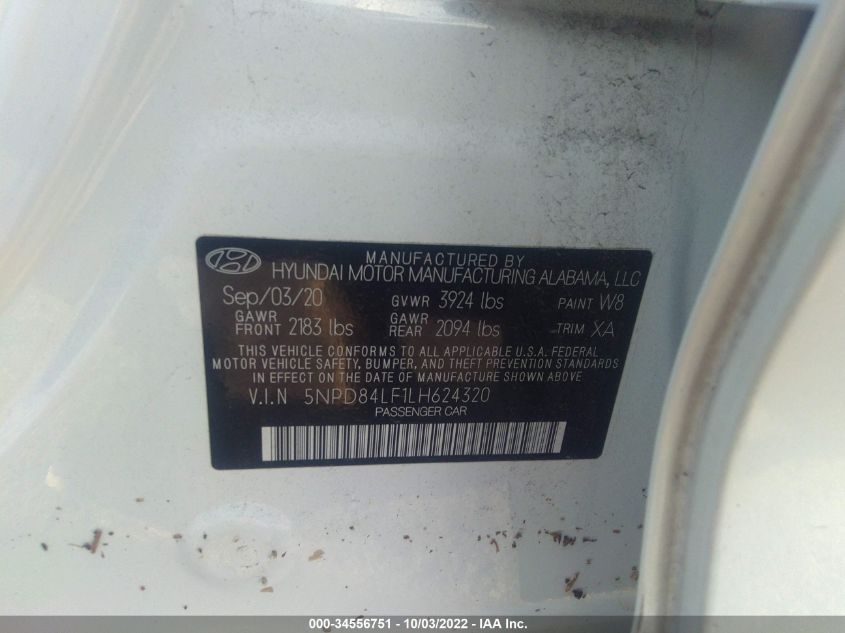 MANUFACTURED BY
HYUNDAI MOTOR MANUFACTURING ALABAMA, LLC
Sep/03/20 GVWR 3924 lbs PAINT W8
GAWR FRONT 2183 lbs GAWR REAR 2094 lbs TRIM XA
THIS VEHICLE CONFORMS TO ALL APPLICABLE U.S.A. FEDERAL
MOTOR VEHICLE SAFETY, BUMPER, AND THEFT PREVENTION STANDARDS
IN EFFECT ON THE DATE OF MANUFACTURE SHOWN ABOVE.
V.I.N 5NPD84LF1LH624320
PASSENGER CAR
000-34556751 - 10/03/2022 - IAA Inc.